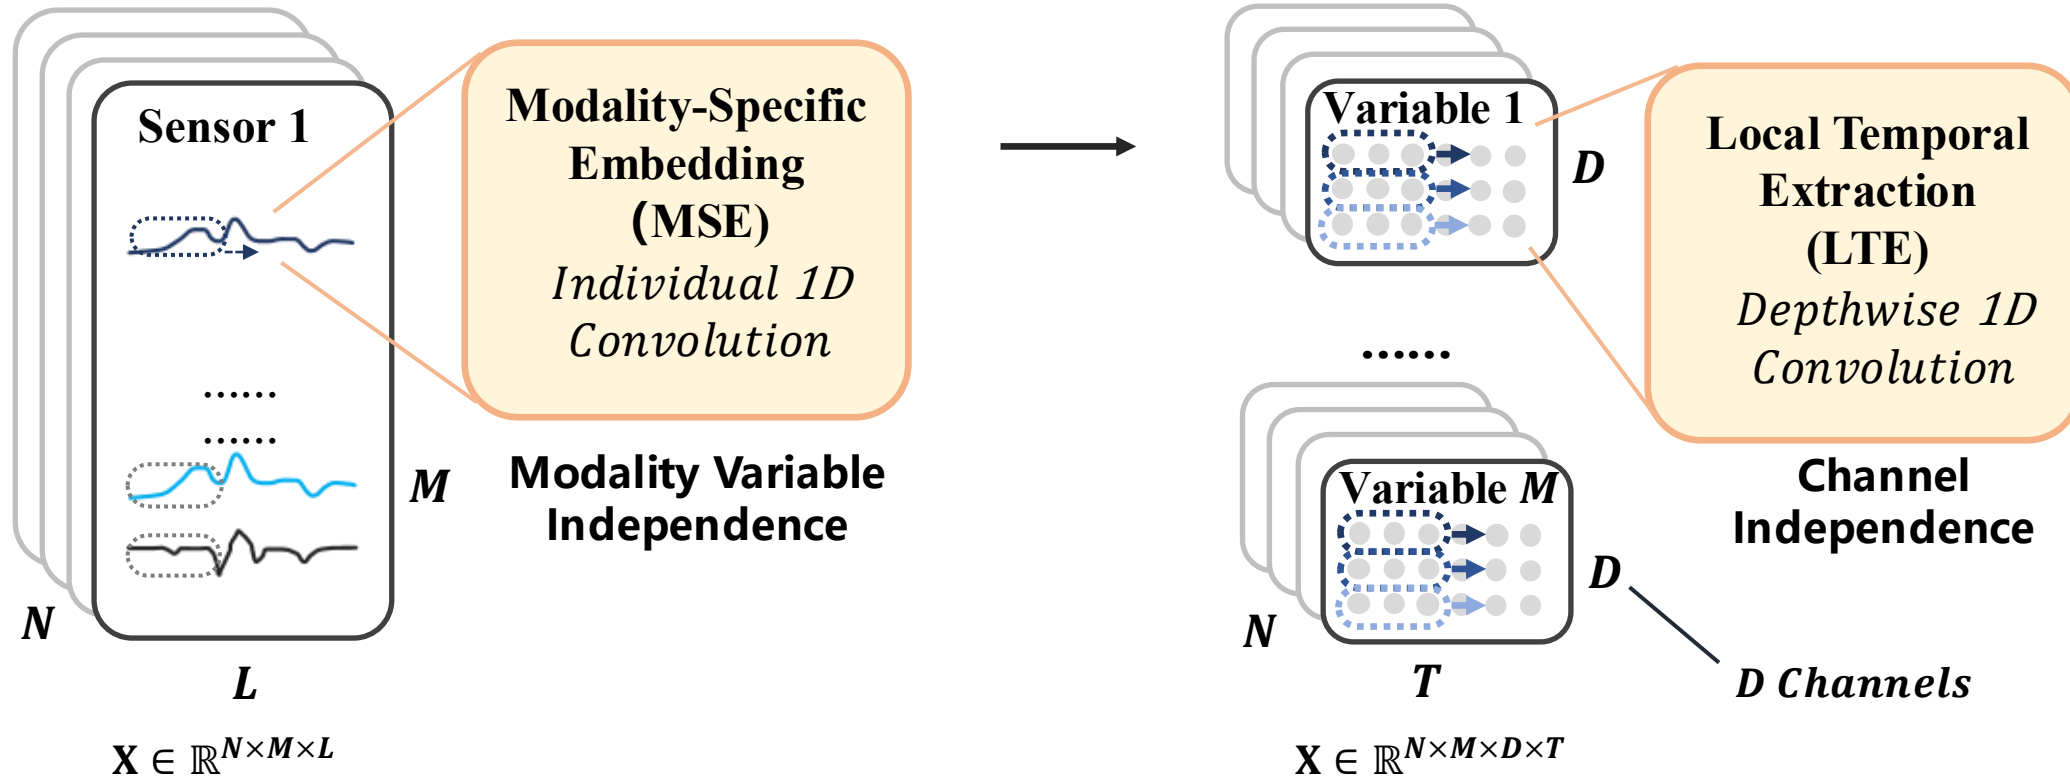 Sensor 1
......
......
M
N
L
X ∈ ℝ^{N×M×L}
Modality-Specific
Embedding
(MSE)
Individual 1D
Convolution
Modality Variable
Independence
Variable 1
D
......
Variable M
D
N
T
X ∈ ℝ^{N×M×D×T}
Local Temporal
Extraction
(LTE)
Depthwise 1D
Convolution
Channel
Independence
D Channels